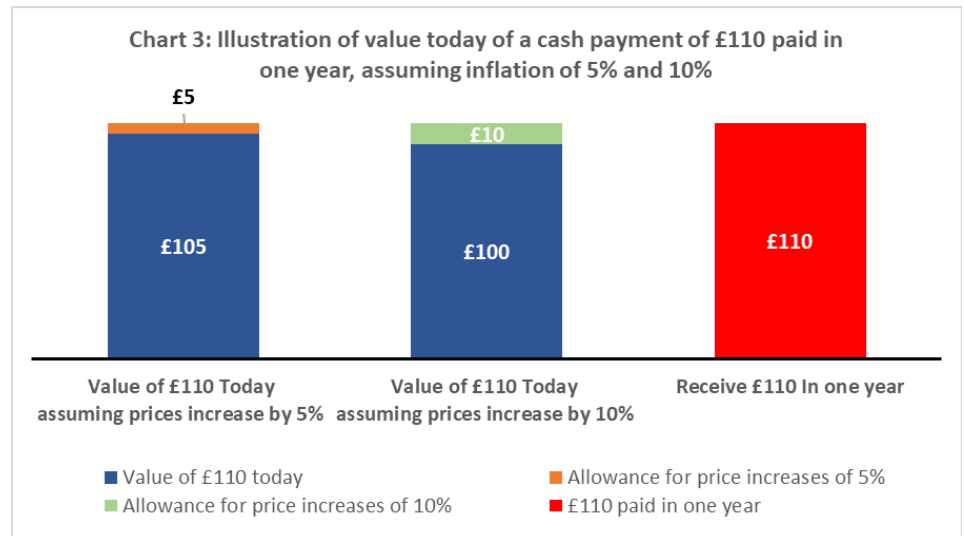 Chart 3: Illustration of value today of a cash payment of £110 paid in
one year, assuming inflation of 5% and 10%
£5
£10
£105
£100
£110
Value of £110 Today
assuming prices increase by 5%
Value of £110 Today
assuming prices increase by 10%
Receive £110 In one year
Value of £110 today
Allowance for price increases of 5%
Allowance for price increases of 10%
£110 paid in one year